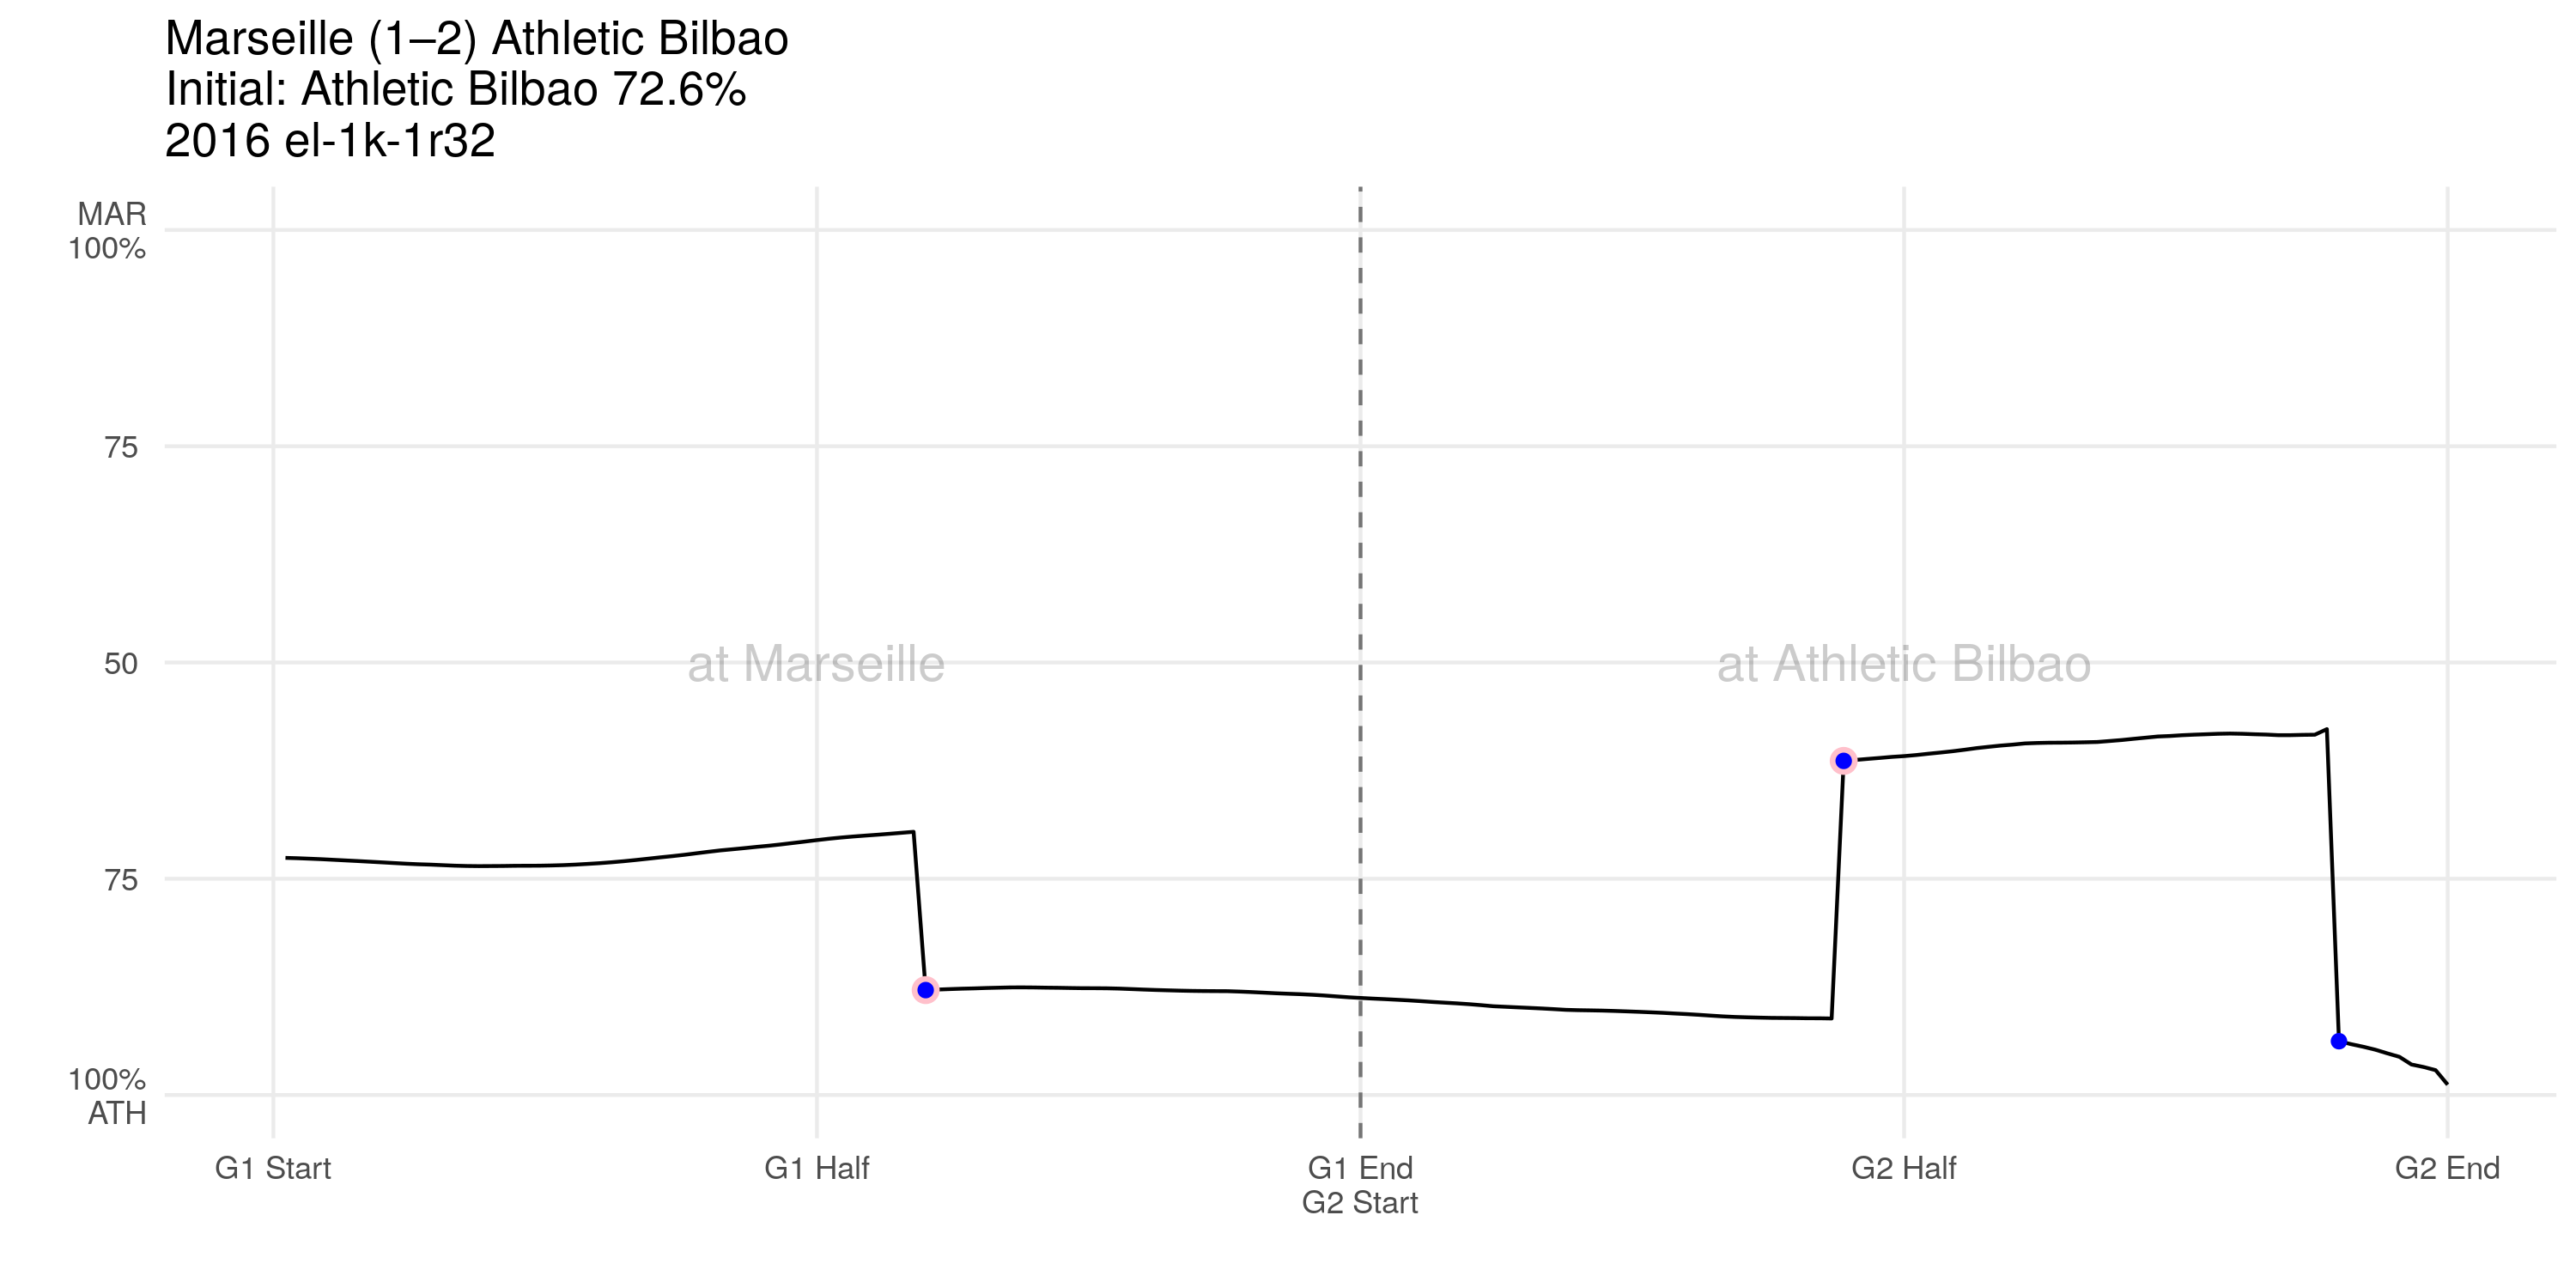 Marseille (1–2) Athletic Bilbao
Initial: Athletic Bilbao 72.6%
2016 el-1k-1r32
MAR
100%
75
50
75
100%
ATH
at Marseille
at Athletic Bilbao
G1 Start
G1 Half
G1 End
G2 Start
G2 Half
G2 End